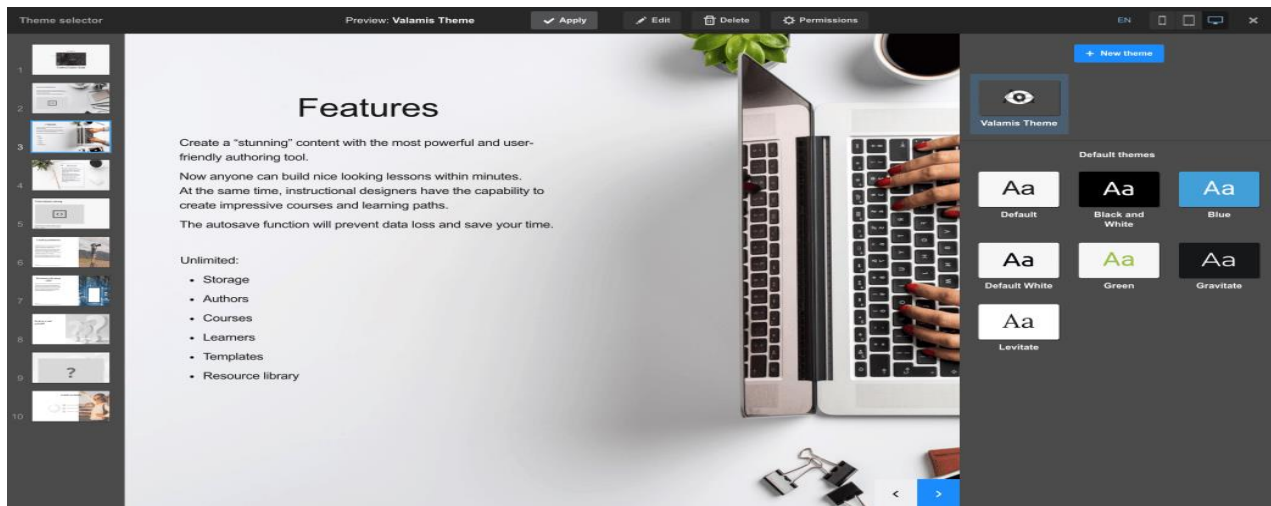 Theme selector
Preview: Valamis Theme
Apply
Edit
Delete
Permissions
EN
1
2
3
4
5
6
7
8
9
?
10
Features
Create a “stunning” content with the most powerful and user-
friendly authoring tool.
Now anyone can build nice looking lessons within minutes.
At the same time, instructional designers have the capability to
create impressive courses and learning paths.
The autosave function will prevent data loss and save your time.
Unlimited:
• Storage
• Authors
• Courses
• Learners
• Templates
• Resource library
+ New theme
Valamis Theme
Default themes
Aa
Default
Aa
Black and
White
Aa
Blue
Aa
Default White
Aa
Green
Aa
Gravitate
Aa
Levitate